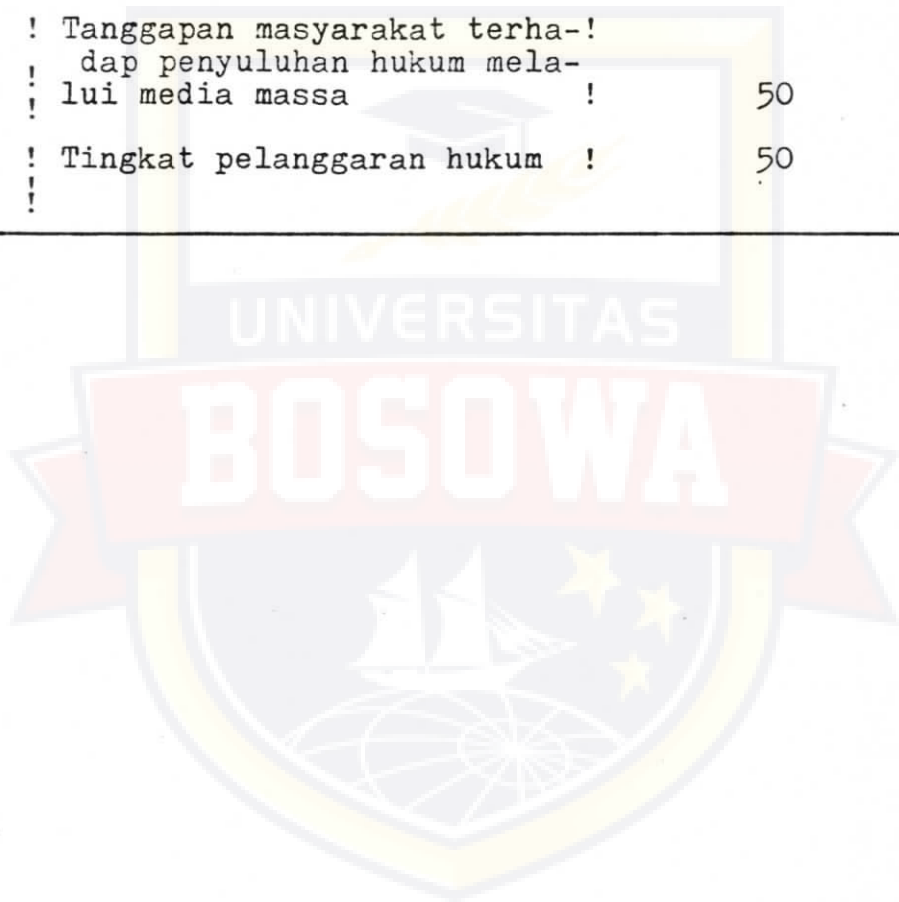 ! Tanggapan masyarakat terha-!
! dap penyuluhan hukum mela-
! lui media massa ! 50
! Tingkat pelanggaran hukum ! 50
!
!
UNIVERSITAS
BOSOWA